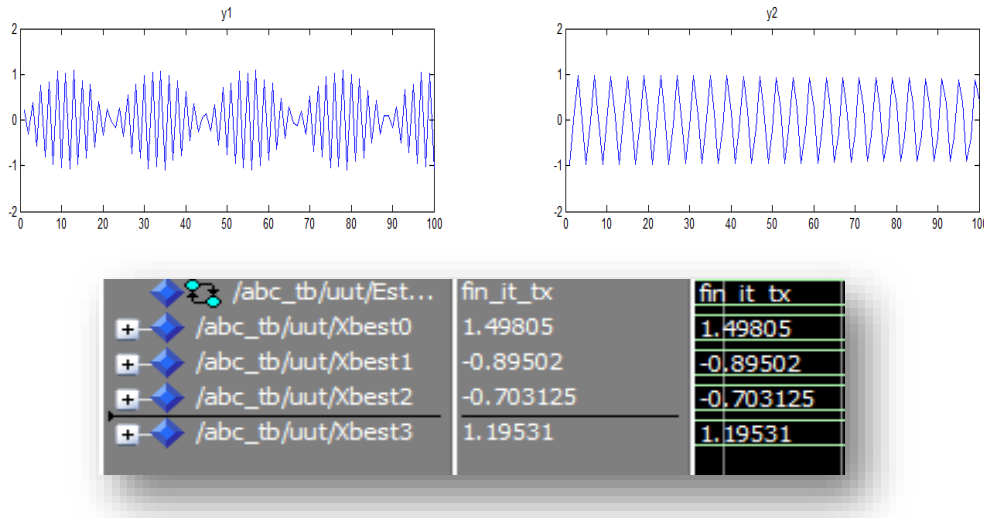 y1
y2
2
1
0
-1
-2
0 10 20 30 40 50 60 70 80 90 100
2
1
0
-1
-2
0 10 20 30 40 50 60 70 80 90 100
/abc_tb/uut/Est... fin_it_tx fin_it_tx
/abc_tb/uut/Xbest0 1.49805 1.49805
/abc_tb/uut/Xbest1 -0.89502 -0.89502
/abc_tb/uut/Xbest2 -0.703125 -0.703125
/abc_tb/uut/Xbest3 1.19531 1.19531